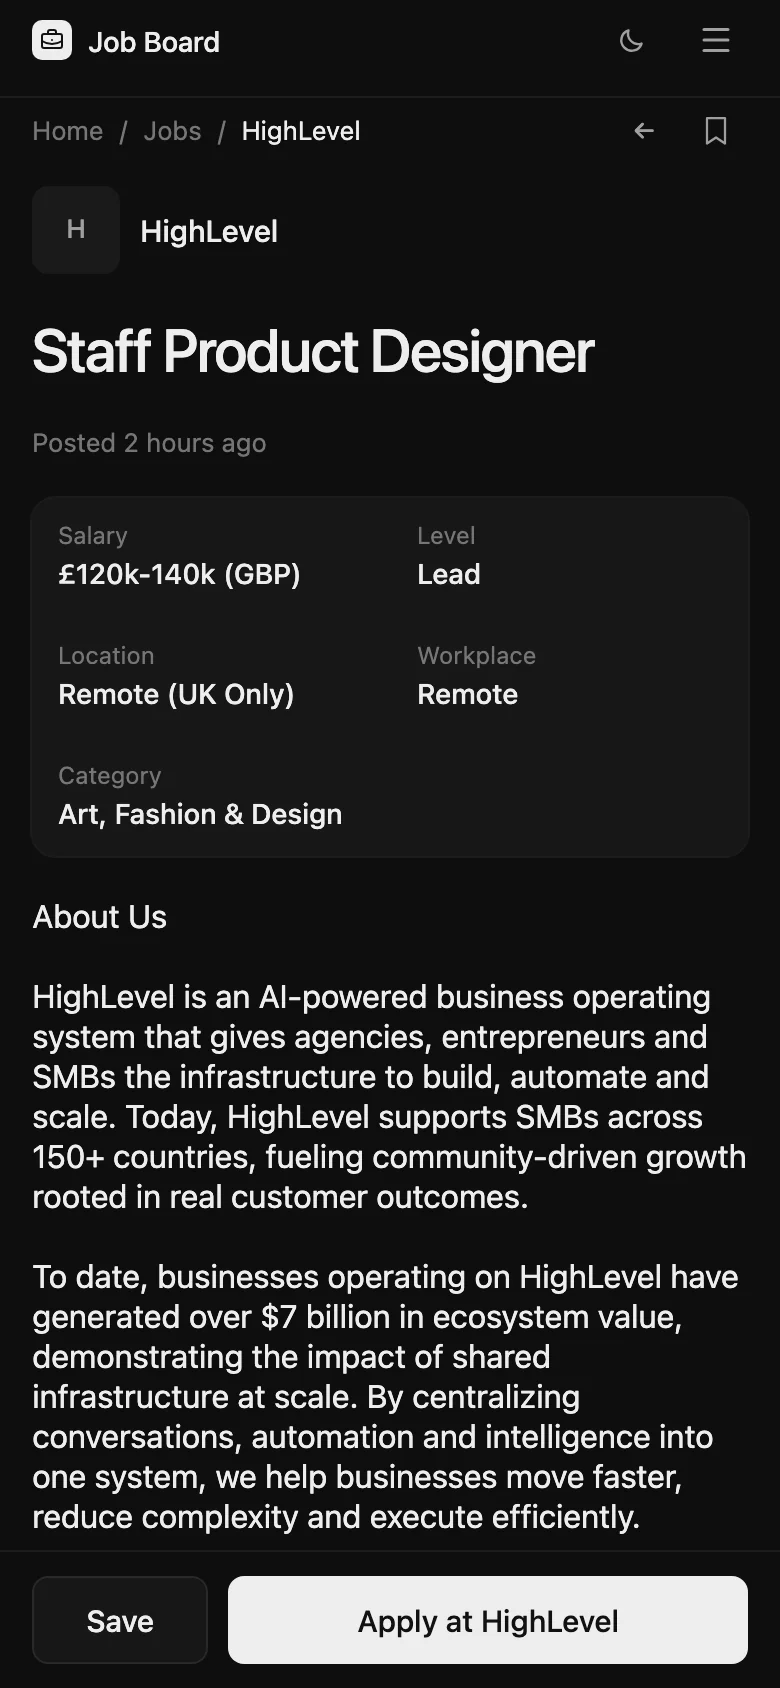 Job Board
Home / Jobs / HighLevel
H
HighLevel
Staff Product Designer
Posted 2 hours ago
Salary
£120k-140k (GBP)
Level
Lead
Location
Remote (UK Only)
Workplace
Remote
Category
Art, Fashion & Design
About Us
HighLevel is an AI-powered business operating
system that gives agencies, entrepreneurs and
SMBs the infrastructure to build, automate and
scale. Today, HighLevel supports SMBs across
150+ countries, fueling community-driven growth
rooted in real customer outcomes.
To date, businesses operating on HighLevel have
generated over $7 billion in ecosystem value,
demonstrating the impact of shared
infrastructure at scale. By centralizing
conversations, automation and intelligence into
one system, we help businesses move faster,
reduce complexity and execute efficiently.
Save
Apply at HighLevel